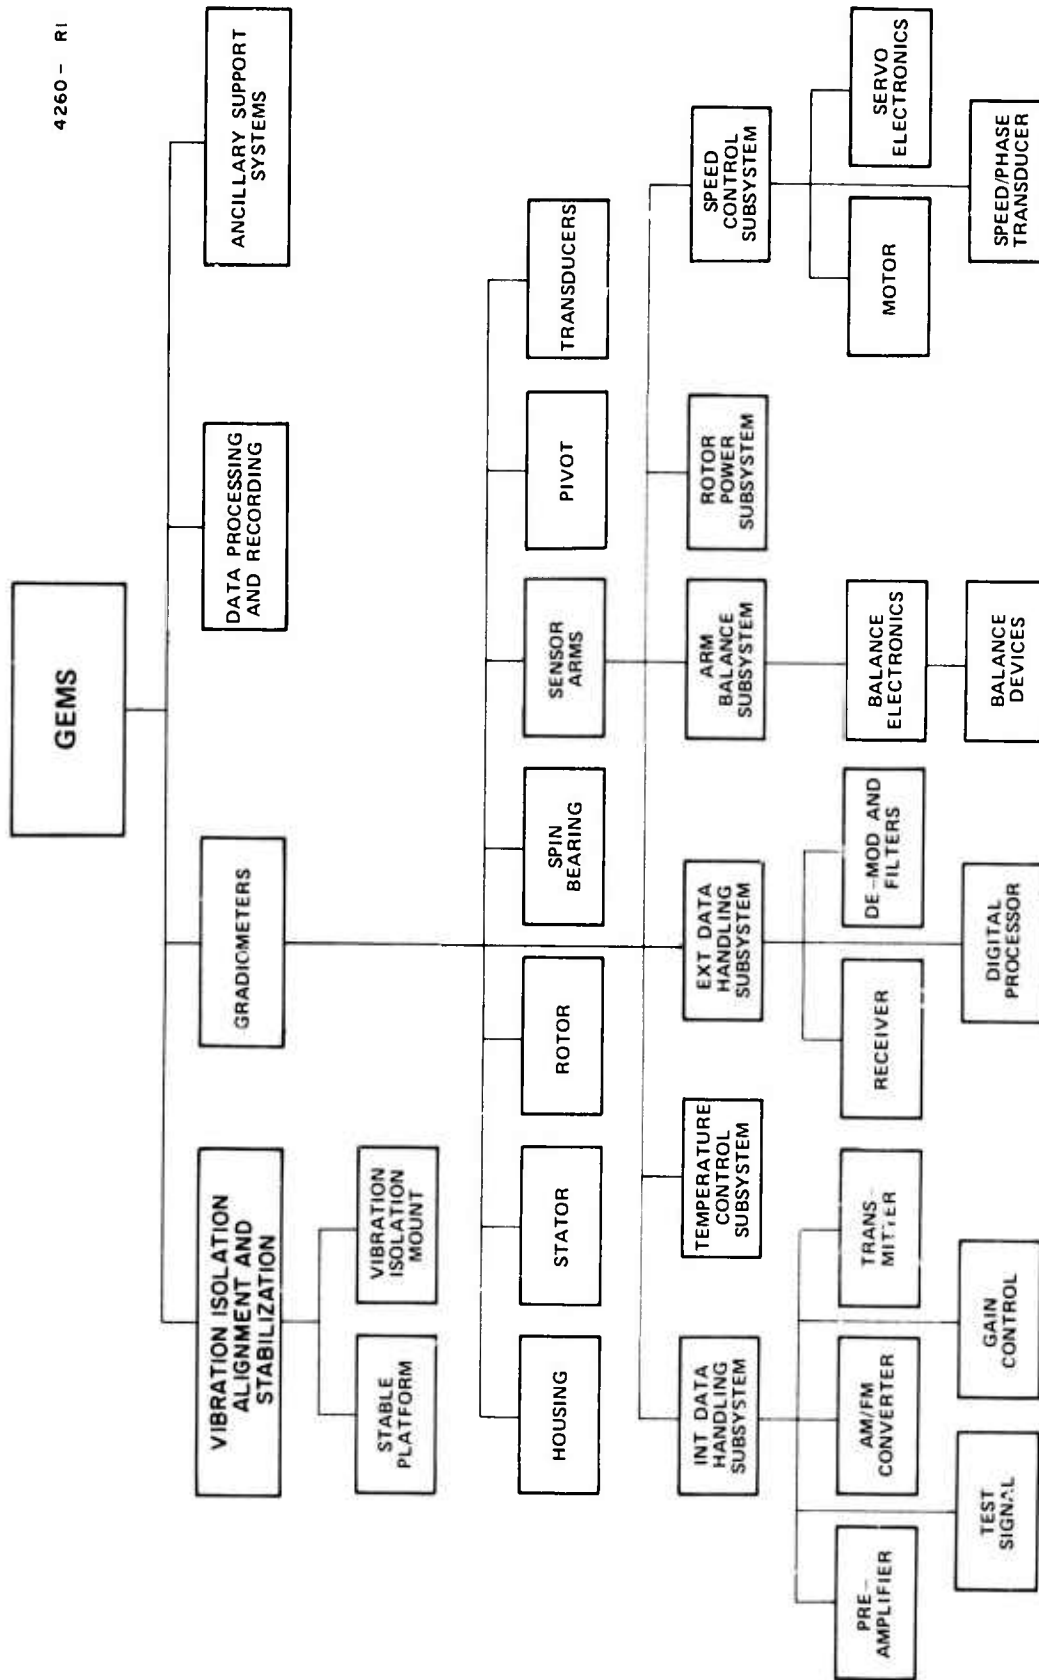 4260 - R1
GEMS
VIBRATION ISOLATION
ALIGNMENT AND
STABILIZATION
GRADIOMETERS
DATA PROCESSING
AND RECORDING
ANCILLARY SUPPORT
SYSTEMS
STABLE
PLATFORM
VIBRATION
ISOLATION
MOUNT
HOUSING
STATOR
ROTOR
SPIN
BEARING
SENSOR
ARMS
PIVOT
TRANSDUCERS
INT DATA
HANDLING
SUBSYSTEM
TEMPERATURE
CONTROL
SUBSYSTEM
EXT DATA
HANDLING
SUBSYSTEM
ARM
BALANCE
SUBSYSTEM
ROTOR
POWER
SUBSYSTEM
SPEED
CONTROL
SUBSYSTEM
PRE-
AMPLIFIER
AM/FM
CONVERTER
TRANS-
MITTER
RECEIVER
DE-MOD AND
FILTERS
BALANCE
ELECTRONICS
MOTOR
SERVO
ELECTRONICS
TEST
SIGNAL
GAIN
CONTROL
DIGITAL
PROCESSOR
BALANCE
DEVICES
SPEED/PHASE
TRANSDUCER